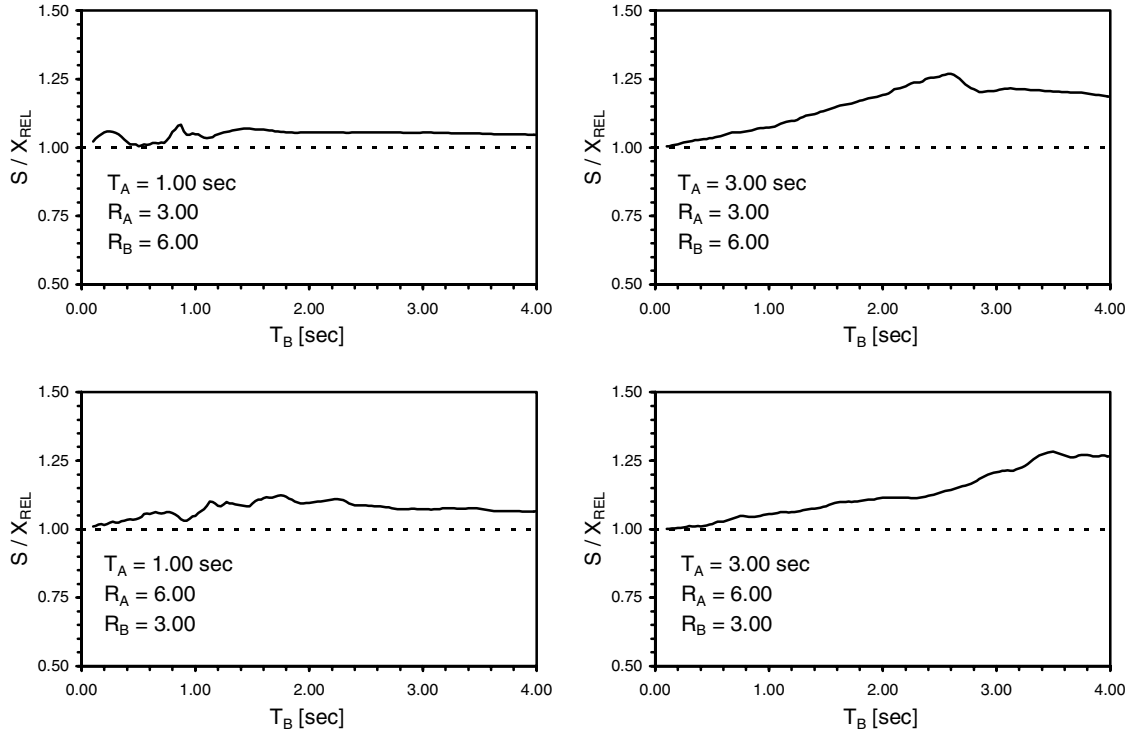 1.50
1.25
1.00
0.75
0.50
S / X_REL
T_A = 1.00 sec
R_A = 3.00
R_B = 6.00
0.00 1.00 2.00 3.00 4.00
T_B [sec]
1.50
1.25
1.00
0.75
0.50
S / X_REL
T_A = 3.00 sec
R_A = 3.00
R_B = 6.00
0.00 1.00 2.00 3.00 4.00
T_B [sec]
1.50
1.25
1.00
0.75
0.50
S / X_REL
T_A = 1.00 sec
R_A = 6.00
R_B = 3.00
0.00 1.00 2.00 3.00 4.00
T_B [sec]
1.50
1.25
1.00
0.75
0.50
S / X_REL
T_A = 3.00 sec
R_A = 6.00
R_B = 3.00
0.00 1.00 2.00 3.00 4.00
T_B [sec]